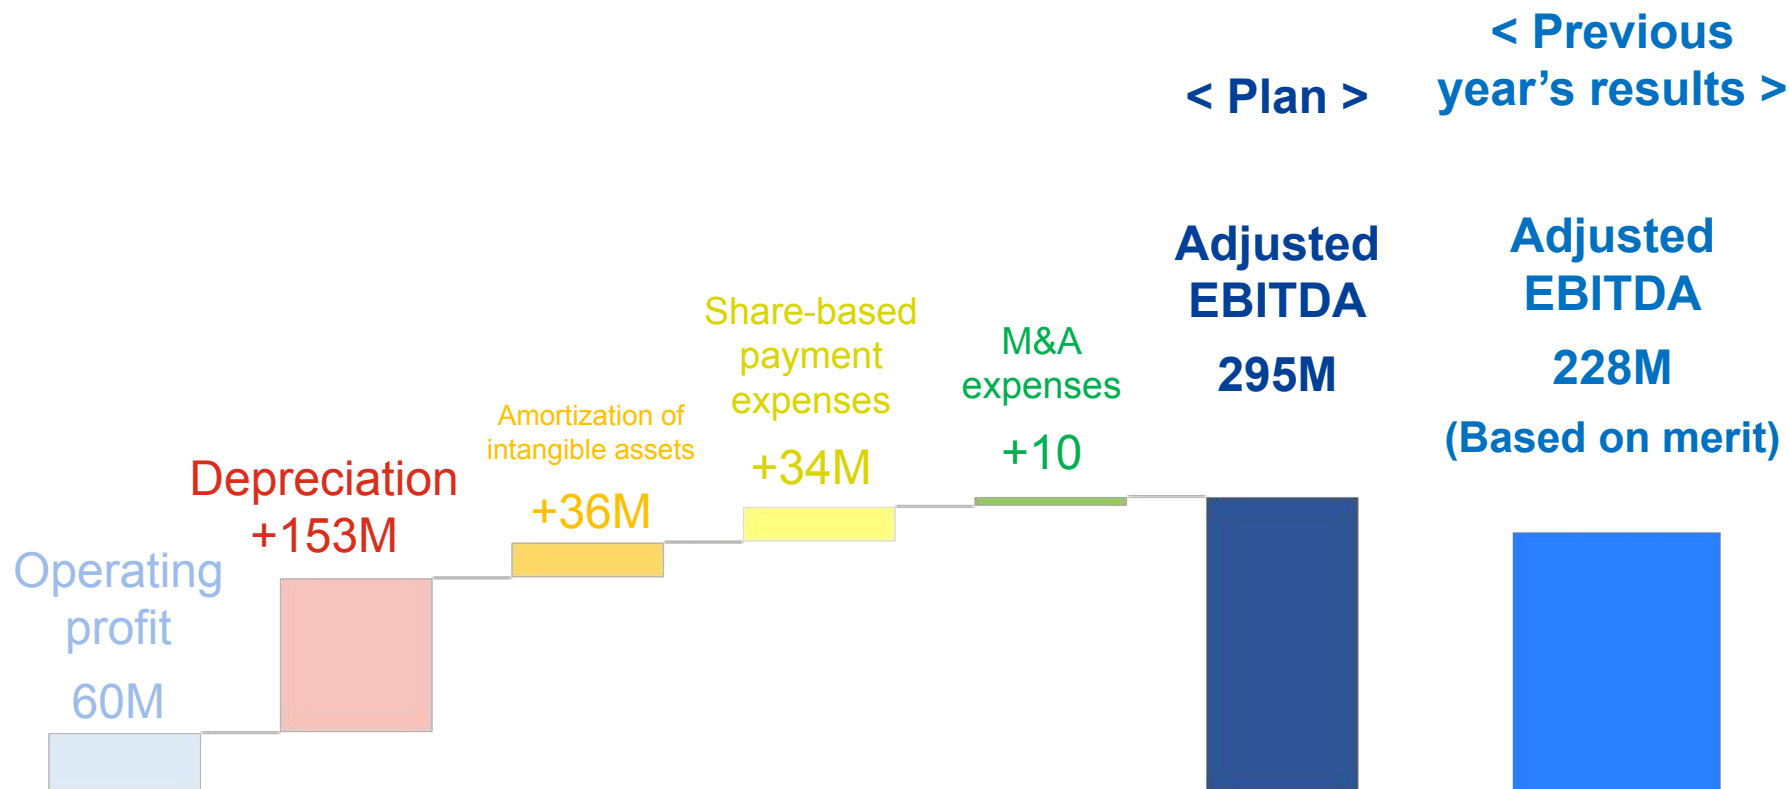 Operating
profit
60M
Depreciation
+153M
Amortization of
intangible assets
+36M
Share-based
payment
expenses
+34M
M&A
expenses
+10
< Plan >
Adjusted
EBITDA
295M
< Previous
year’s results >
Adjusted
EBITDA
228M
(Based on merit)